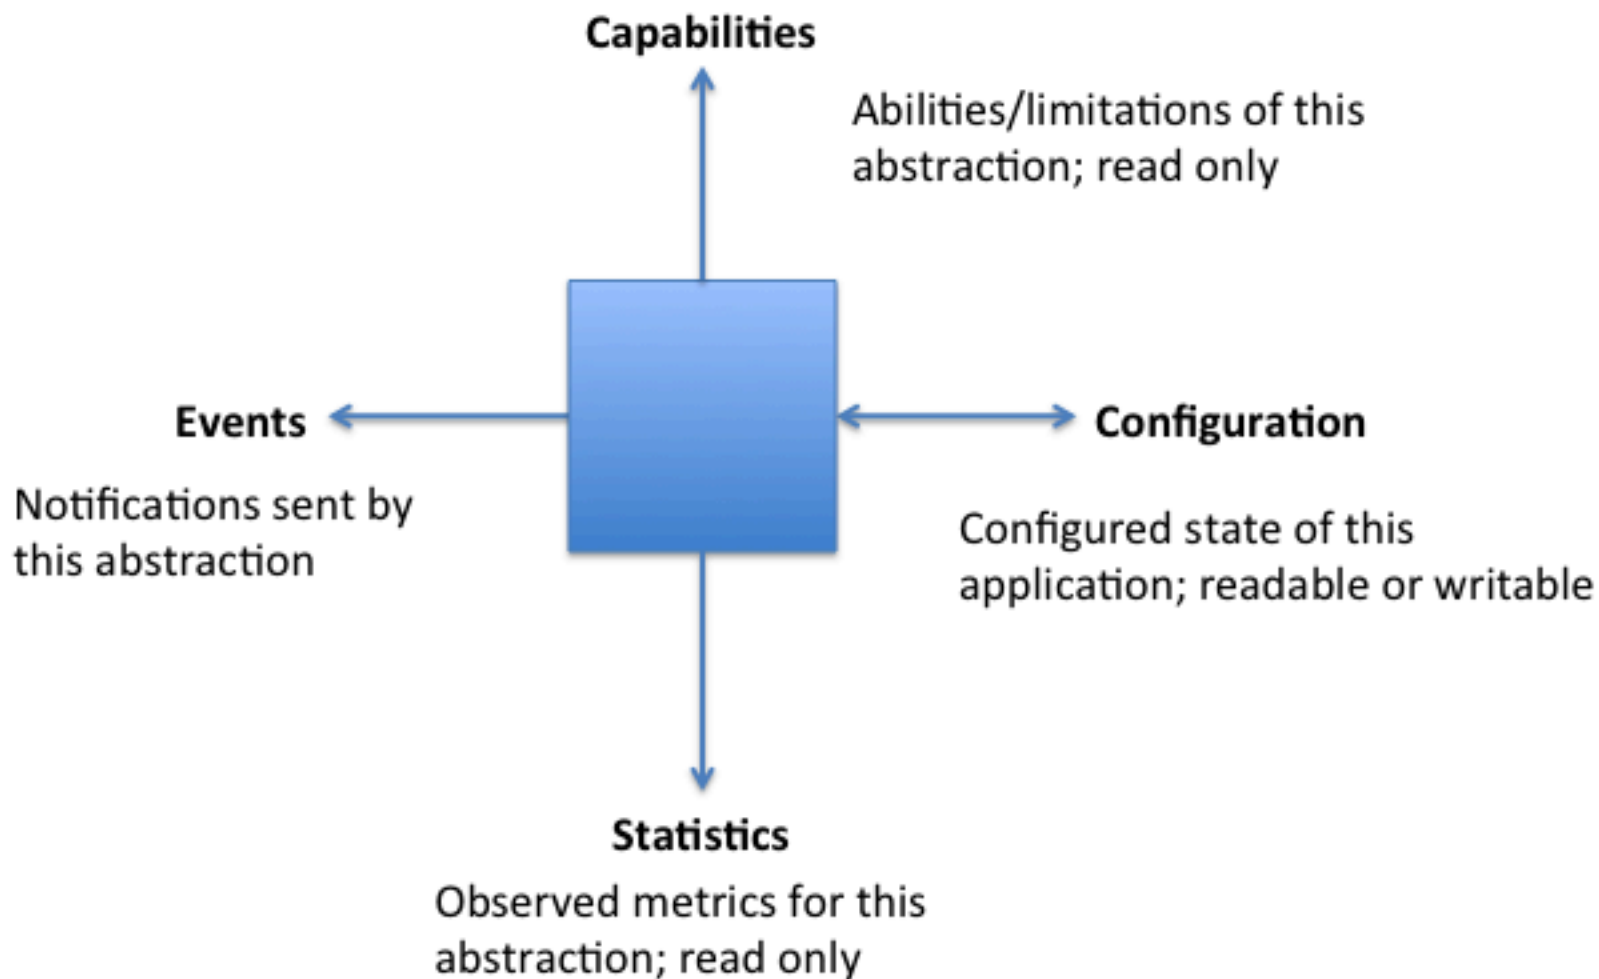 Capabilities
Abilities/limitations of this
abstraction; read only
Events
Notifications sent by
this abstraction
Configuration
Configured state of this
application; readable or writable
Statistics
Observed metrics for this
abstraction; read only